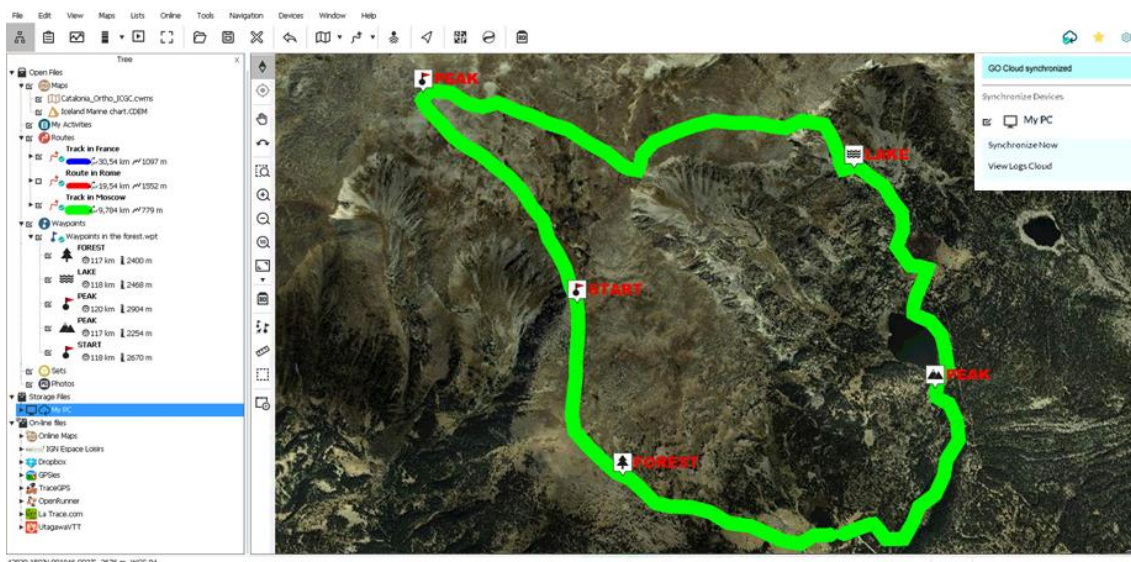 File Edit View Maps Lists Online Tools Navigation Devices Window Help
Tree X
Open Files
Maps
Catalonia_Ortho_ICGC.cwms
Iceland Marine chart.CDEM
My Activities
Routes
Track in France
30,54 km 1097 m
Route in Rome
19,54 km 1552 m
Track in Moscow
9,784 km 779 m
Waypoints
Waypoints in the forest.wpt
FOREST
117 km 2400 m
LAKE
118 km 2468 m
PEAK
120 km 2904 m
PEAK
117 km 2254 m
START
118 km 2670 m
Sets
Photos
Storage Files
My PC
On-line files
Online Maps
IGN Espace Loisirs
Dropbox
GPSies
TraceGPS
OpenRunner
La Trace.com
UtagawaVTT
PEAK
LAKE
START
PEAK
FOREST
GO Cloud synchronized
Synchronize Devices
My PC
Synchronize Now
View Logs Cloud